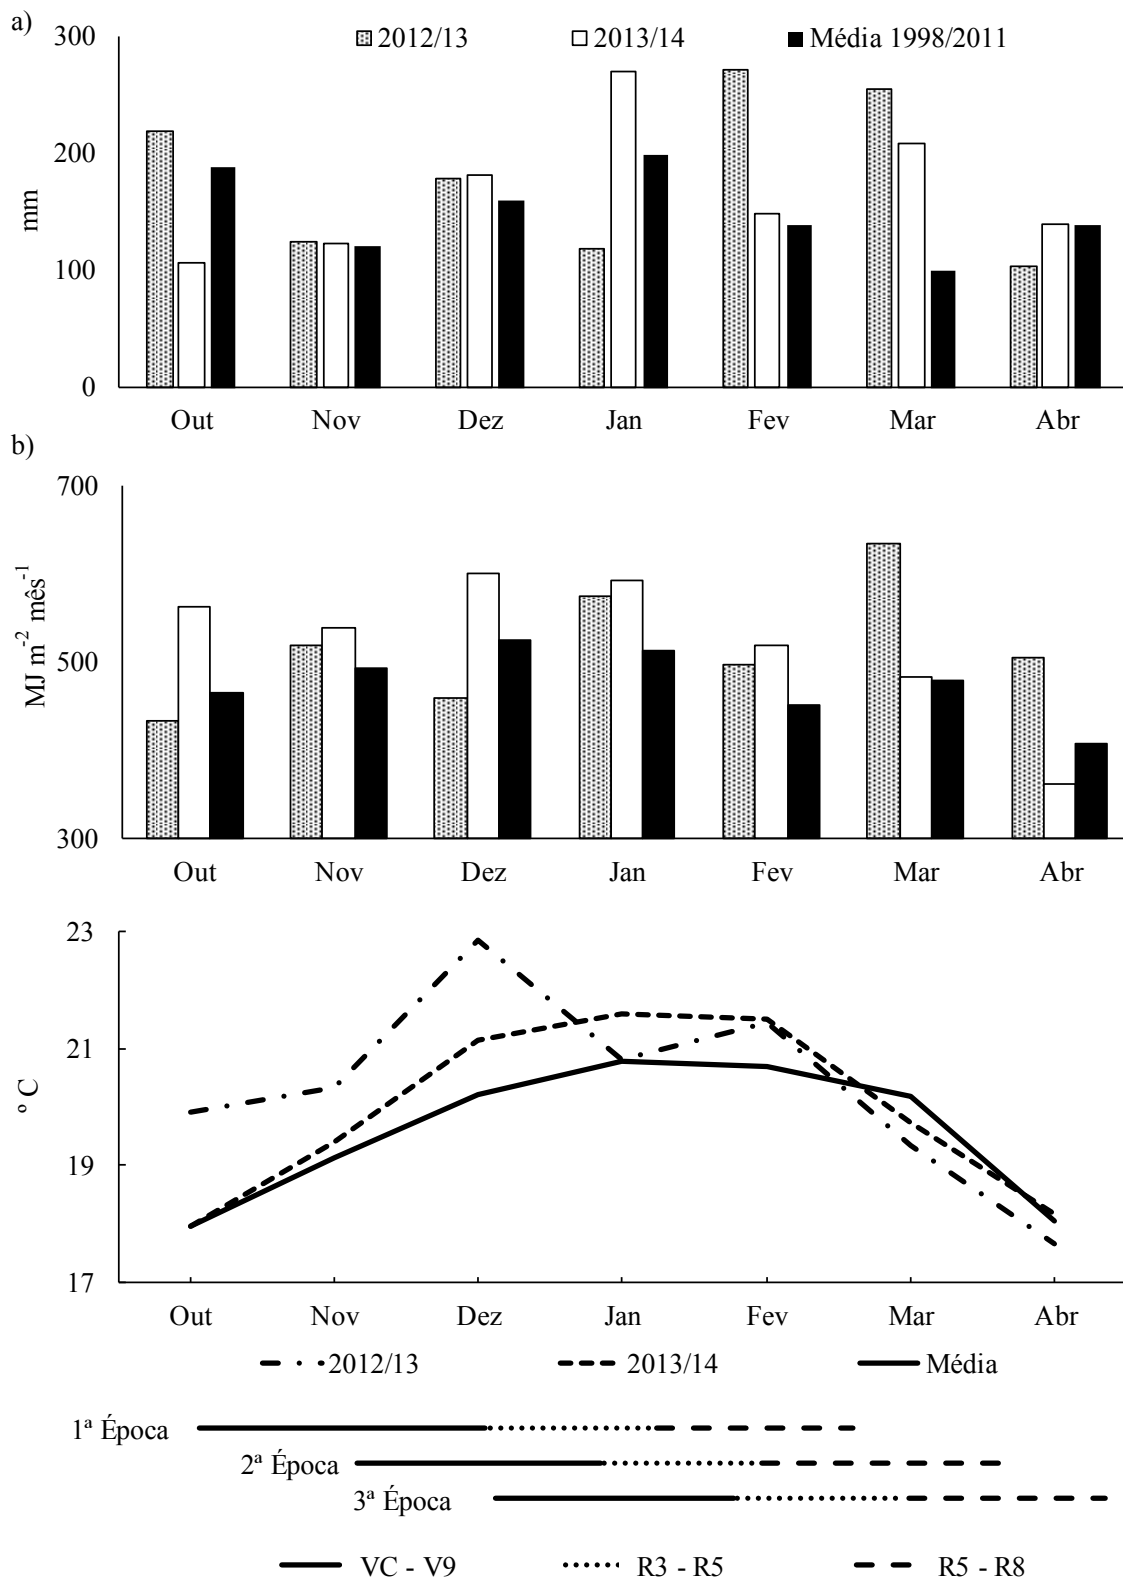 a)
300
2012/13 2013/14 Média 1998/2011
200
mm
100
0
Out Nov Dez Jan Fev Mar Abr
b)
700
MJ m⁻² mês⁻¹
500
300
Out Nov Dez Jan Fev Mar Abr
23
21
º C
19
17
Out Nov Dez Jan Fev Mar Abr
2012/13 2013/14 Média
1ª Época
2ª Época
3ª Época
VC - V9 R3 - R5 R5 - R8